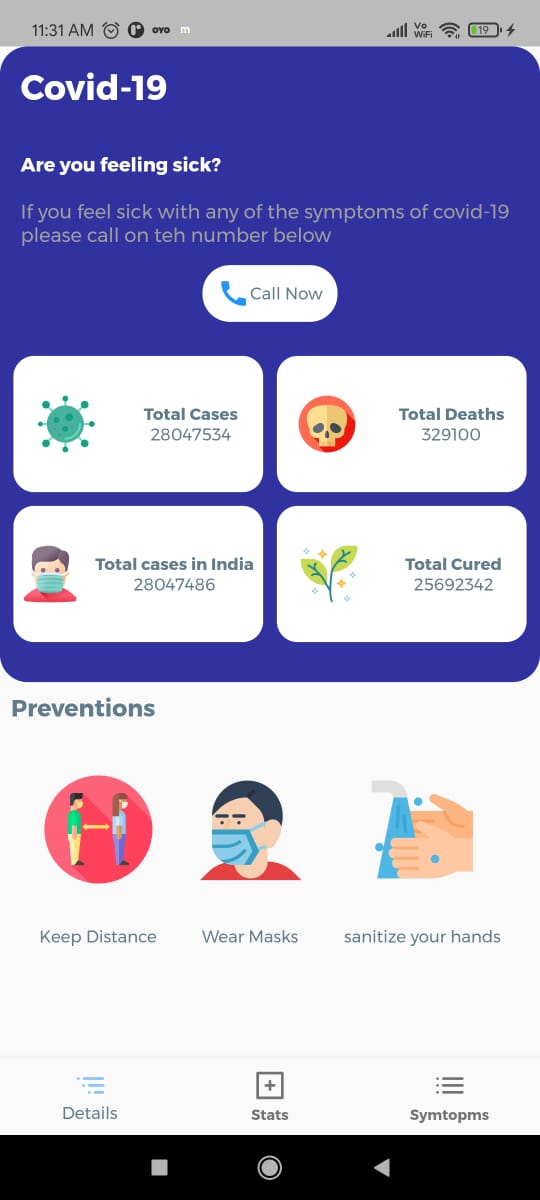 11:31 AM ovo m Vo WiFi 19
Covid-19
Are you feeling sick?
If you feel sick with any of the symptoms of covid-19
please call on teh number below
Call Now
Total Cases
28047534
Total Deaths
329100
Total cases in India
28047486
Total Cured
25692342
Preventions
Keep Distance
Wear Masks
sanitize your hands
Details
Stats
Symtopms